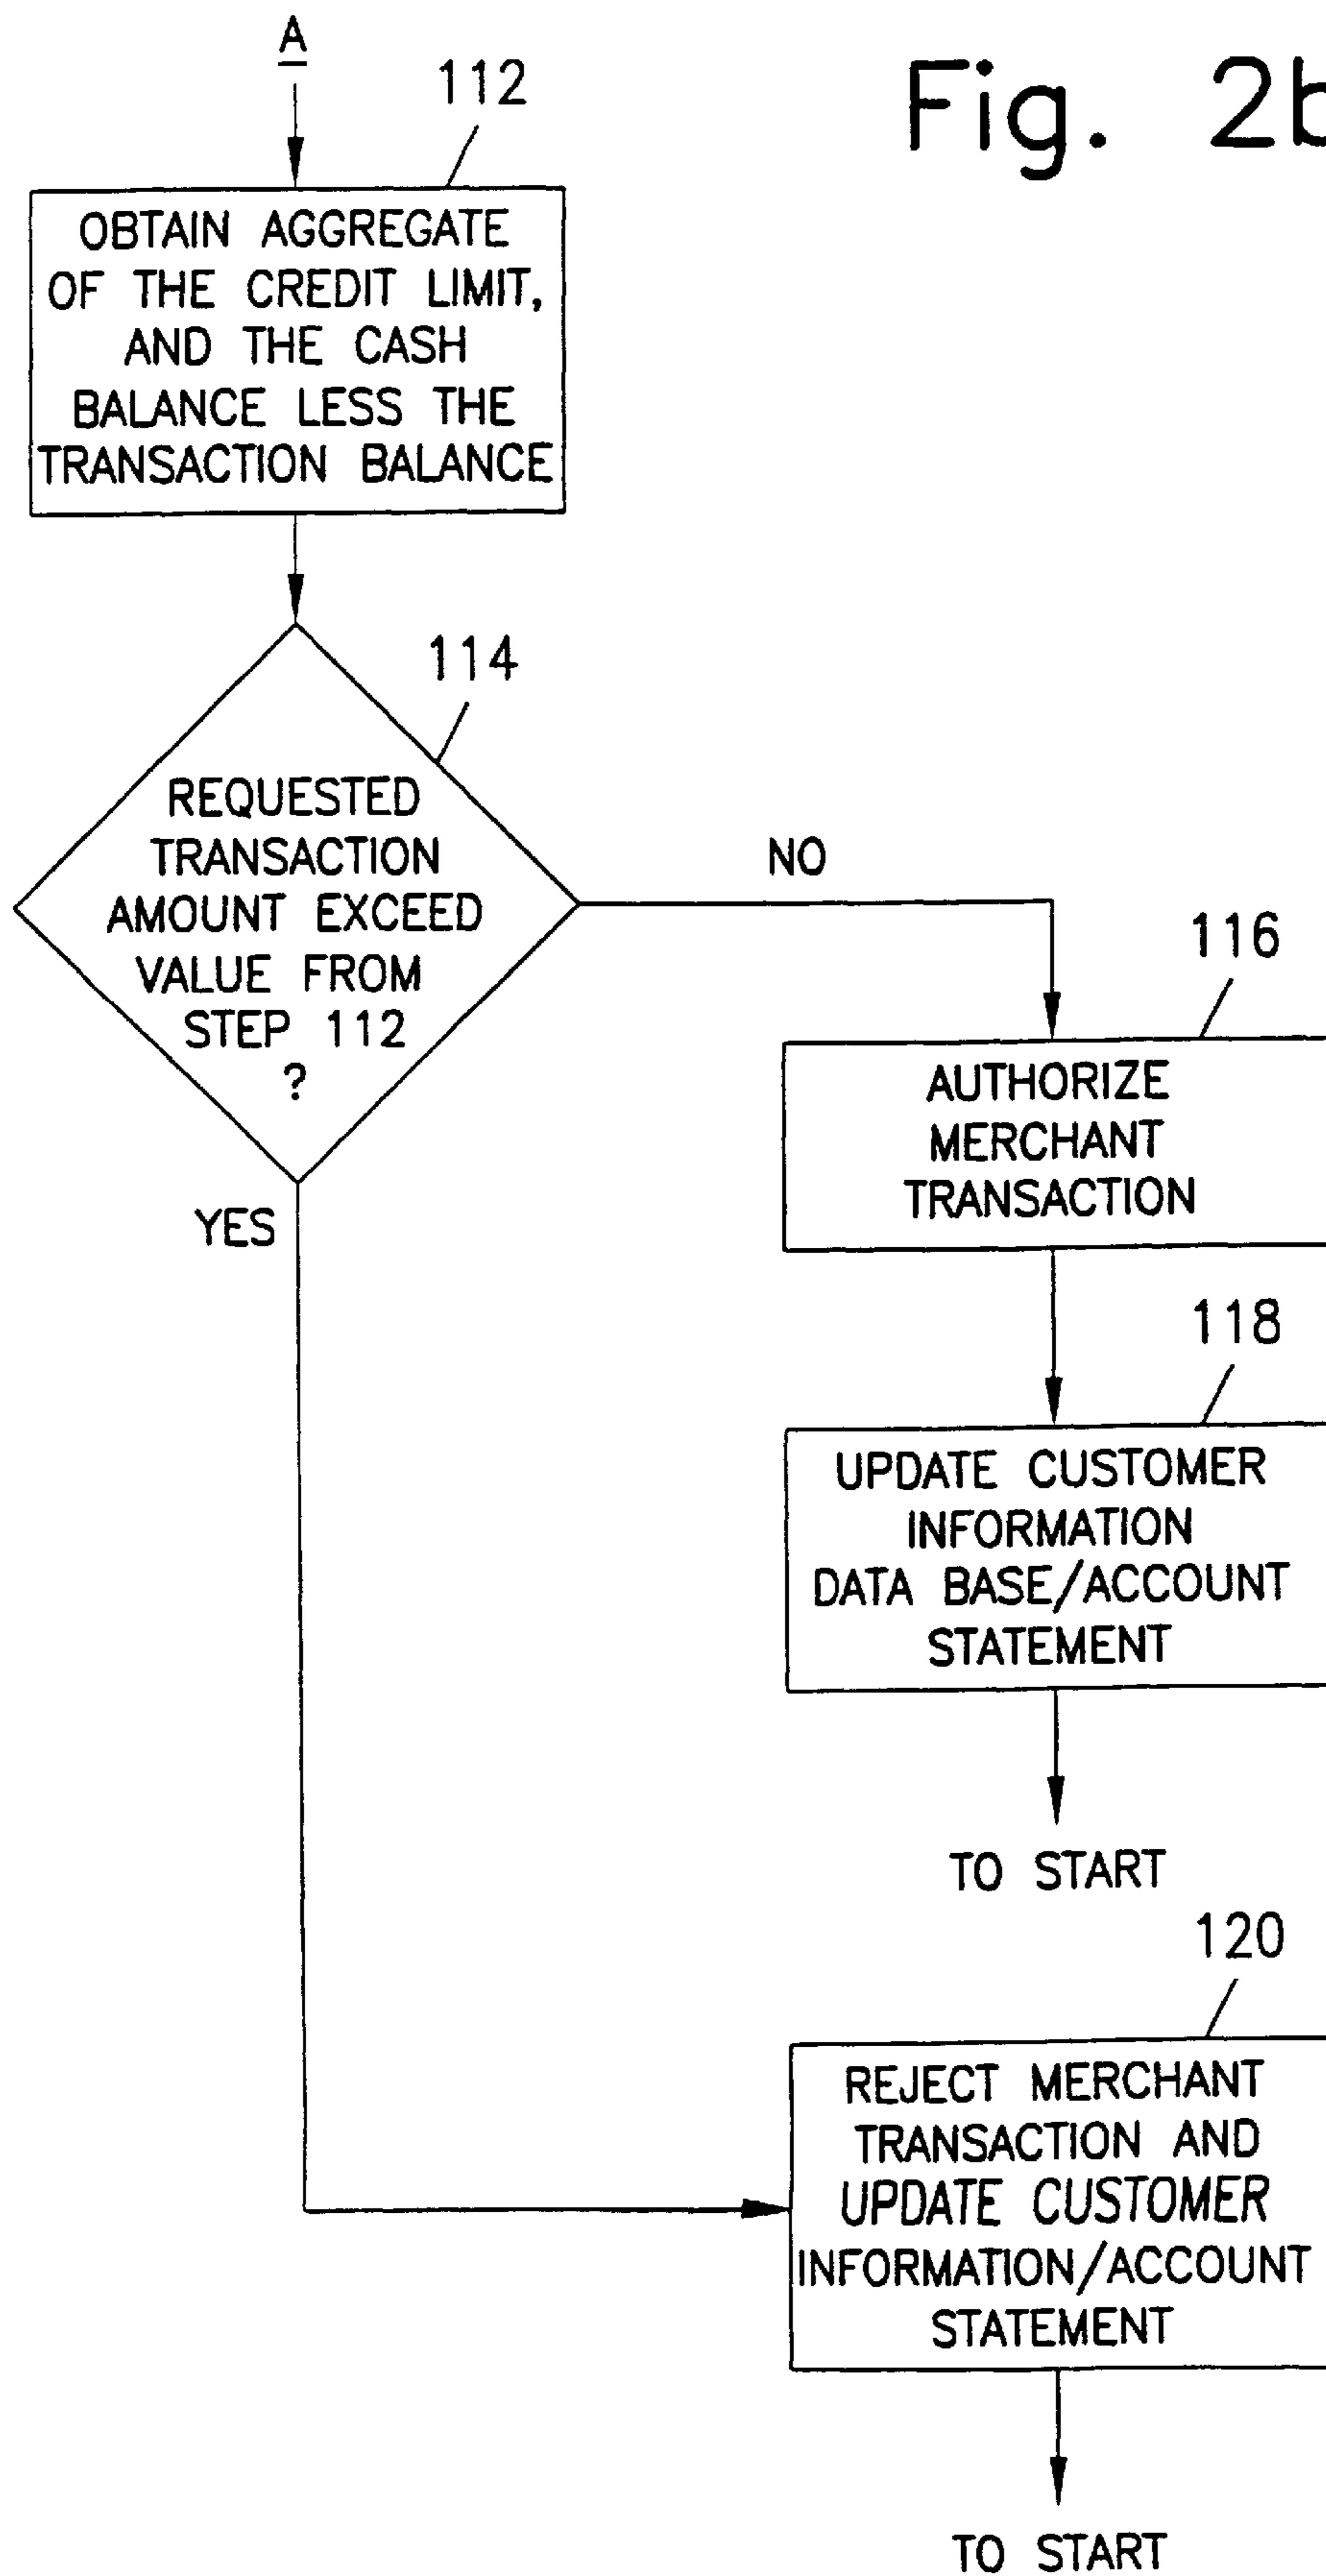 A
112
Fig. 2b
OBTAIN AGGREGATE
OF THE CREDIT LIMIT,
AND THE CASH
BALANCE LESS THE
TRANSACTION BALANCE
114
REQUESTED
TRANSACTION
AMOUNT EXCEED
VALUE FROM
STEP 112
?
NO
YES
116
AUTHORIZE
MERCHANT
TRANSACTION
118
UPDATE CUSTOMER
INFORMATION
DATA BASE/ACCOUNT
STATEMENT
TO START
120
REJECT MERCHANT
TRANSACTION AND
UPDATE CUSTOMER
INFORMATION/ACCOUNT
STATEMENT
TO START